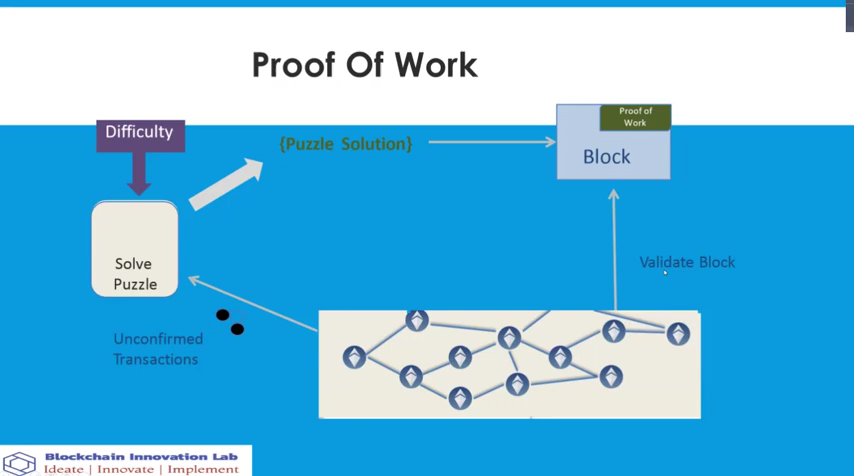 Proof Of Work
Difficulty
{Puzzle Solution}
Proof of
Work
Block
Solve
Puzzle
Validate Block
Unconfirmed
Transactions
Blockchain Innovation Lab
Ideate | Innovate | Implement